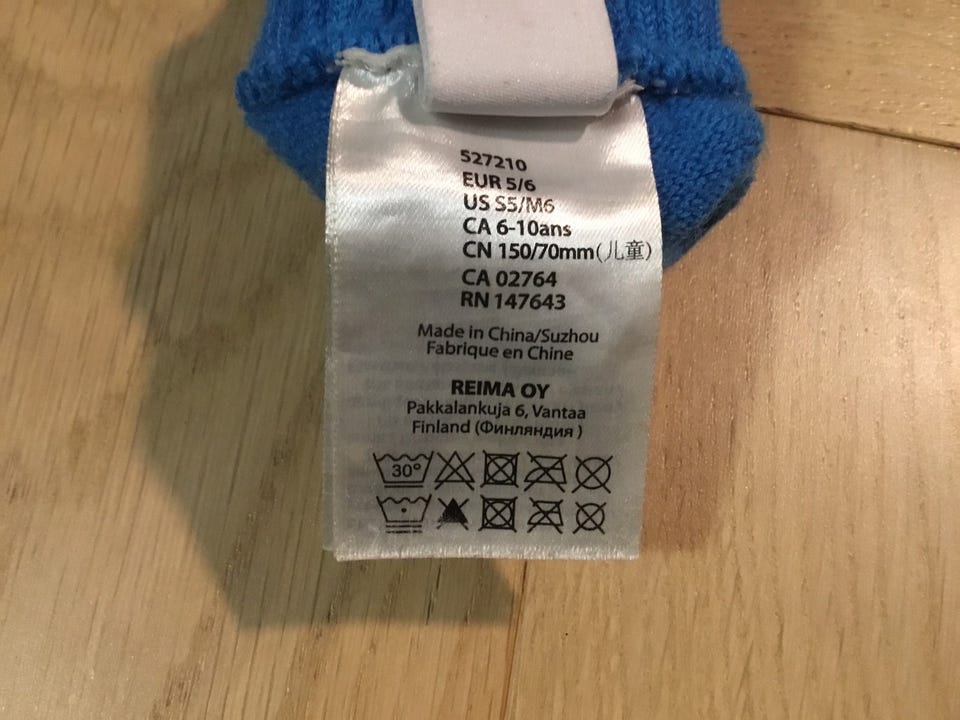 527210
EUR 5/6
US S5/M6
CA 6-10ans
CN 150/70mm(儿童)
CA 02764
RN 147643
Made in China/Suzhou
Fabrique en Chine
REIMA OY
Pakkalankuja 6, Vantaa
Finland (Финляндия )
30°